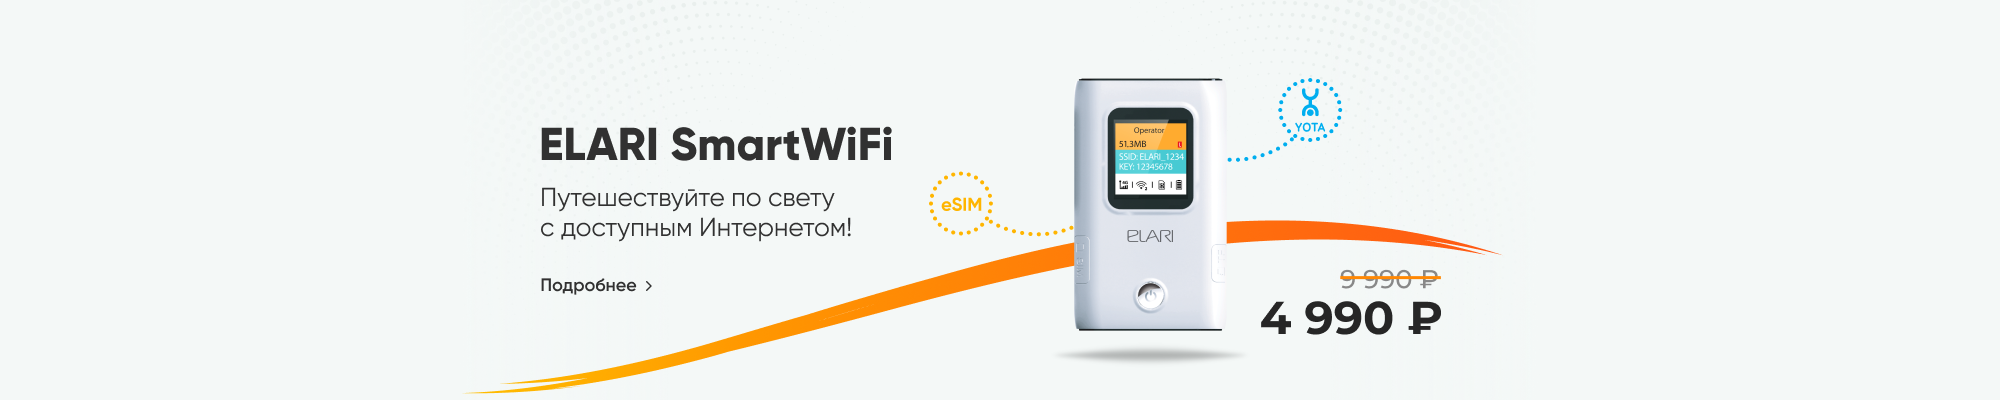 ELARI SmartWiFi
Путешествуйте по свету
с доступным Интернетом!
Подробнее
eSIM
Operator
51.3MB
SSID: ELARI_1234
KEY: 12345678
ELARI
YOTA
9 990 ₽
4 990 ₽